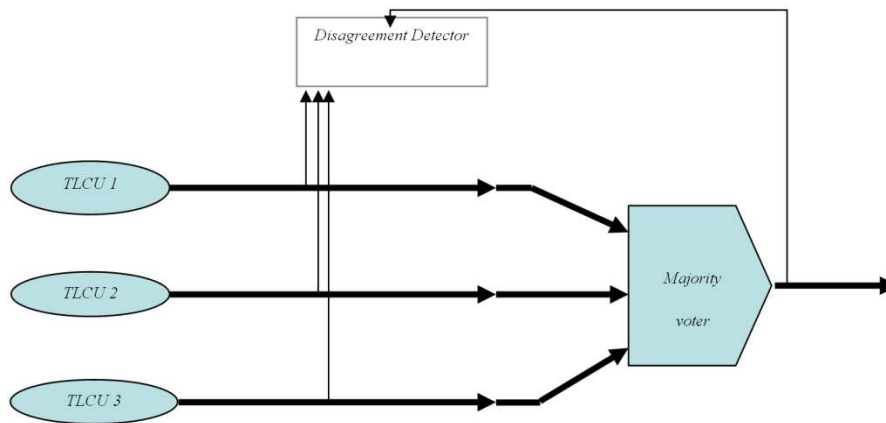 Disagreement Detector
TLCU 1
TLCU 2
Majority
voter
TLCU 3